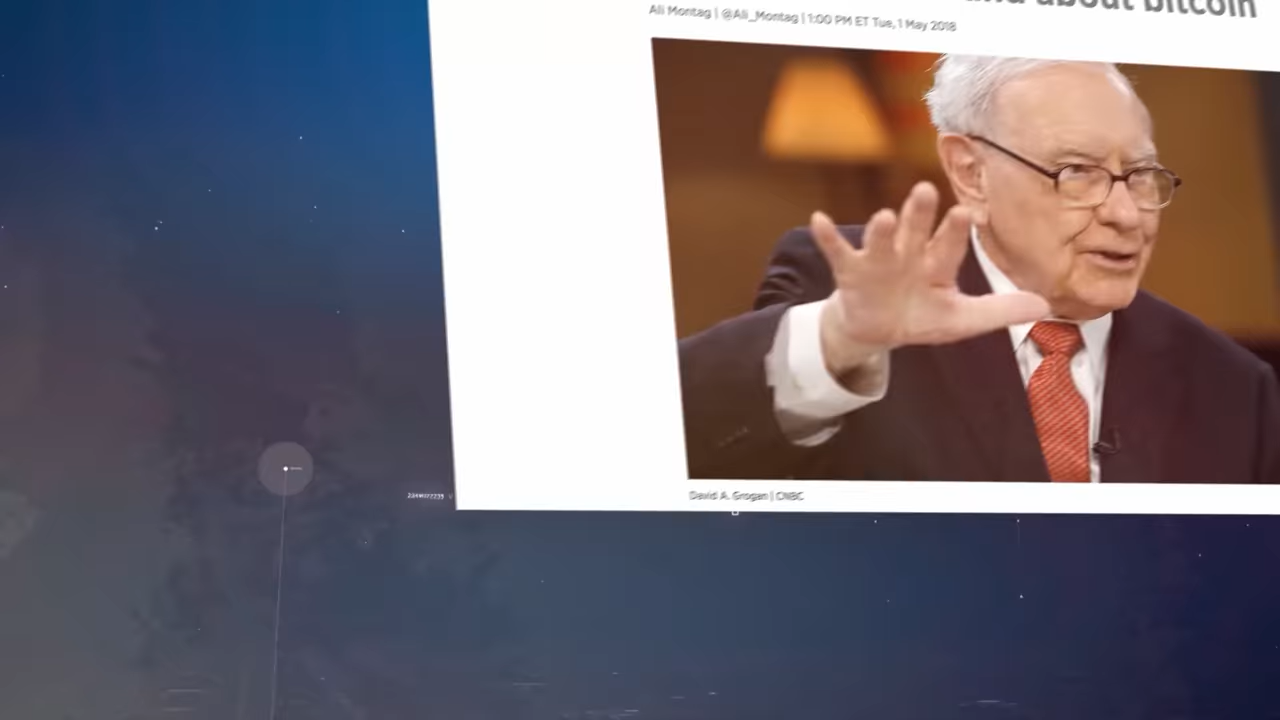 about bitcoin
Ali Montag | @Ali_Montag | 1:00 PM ET Tue, 1 May 2018
David A. Grogan | CNBC